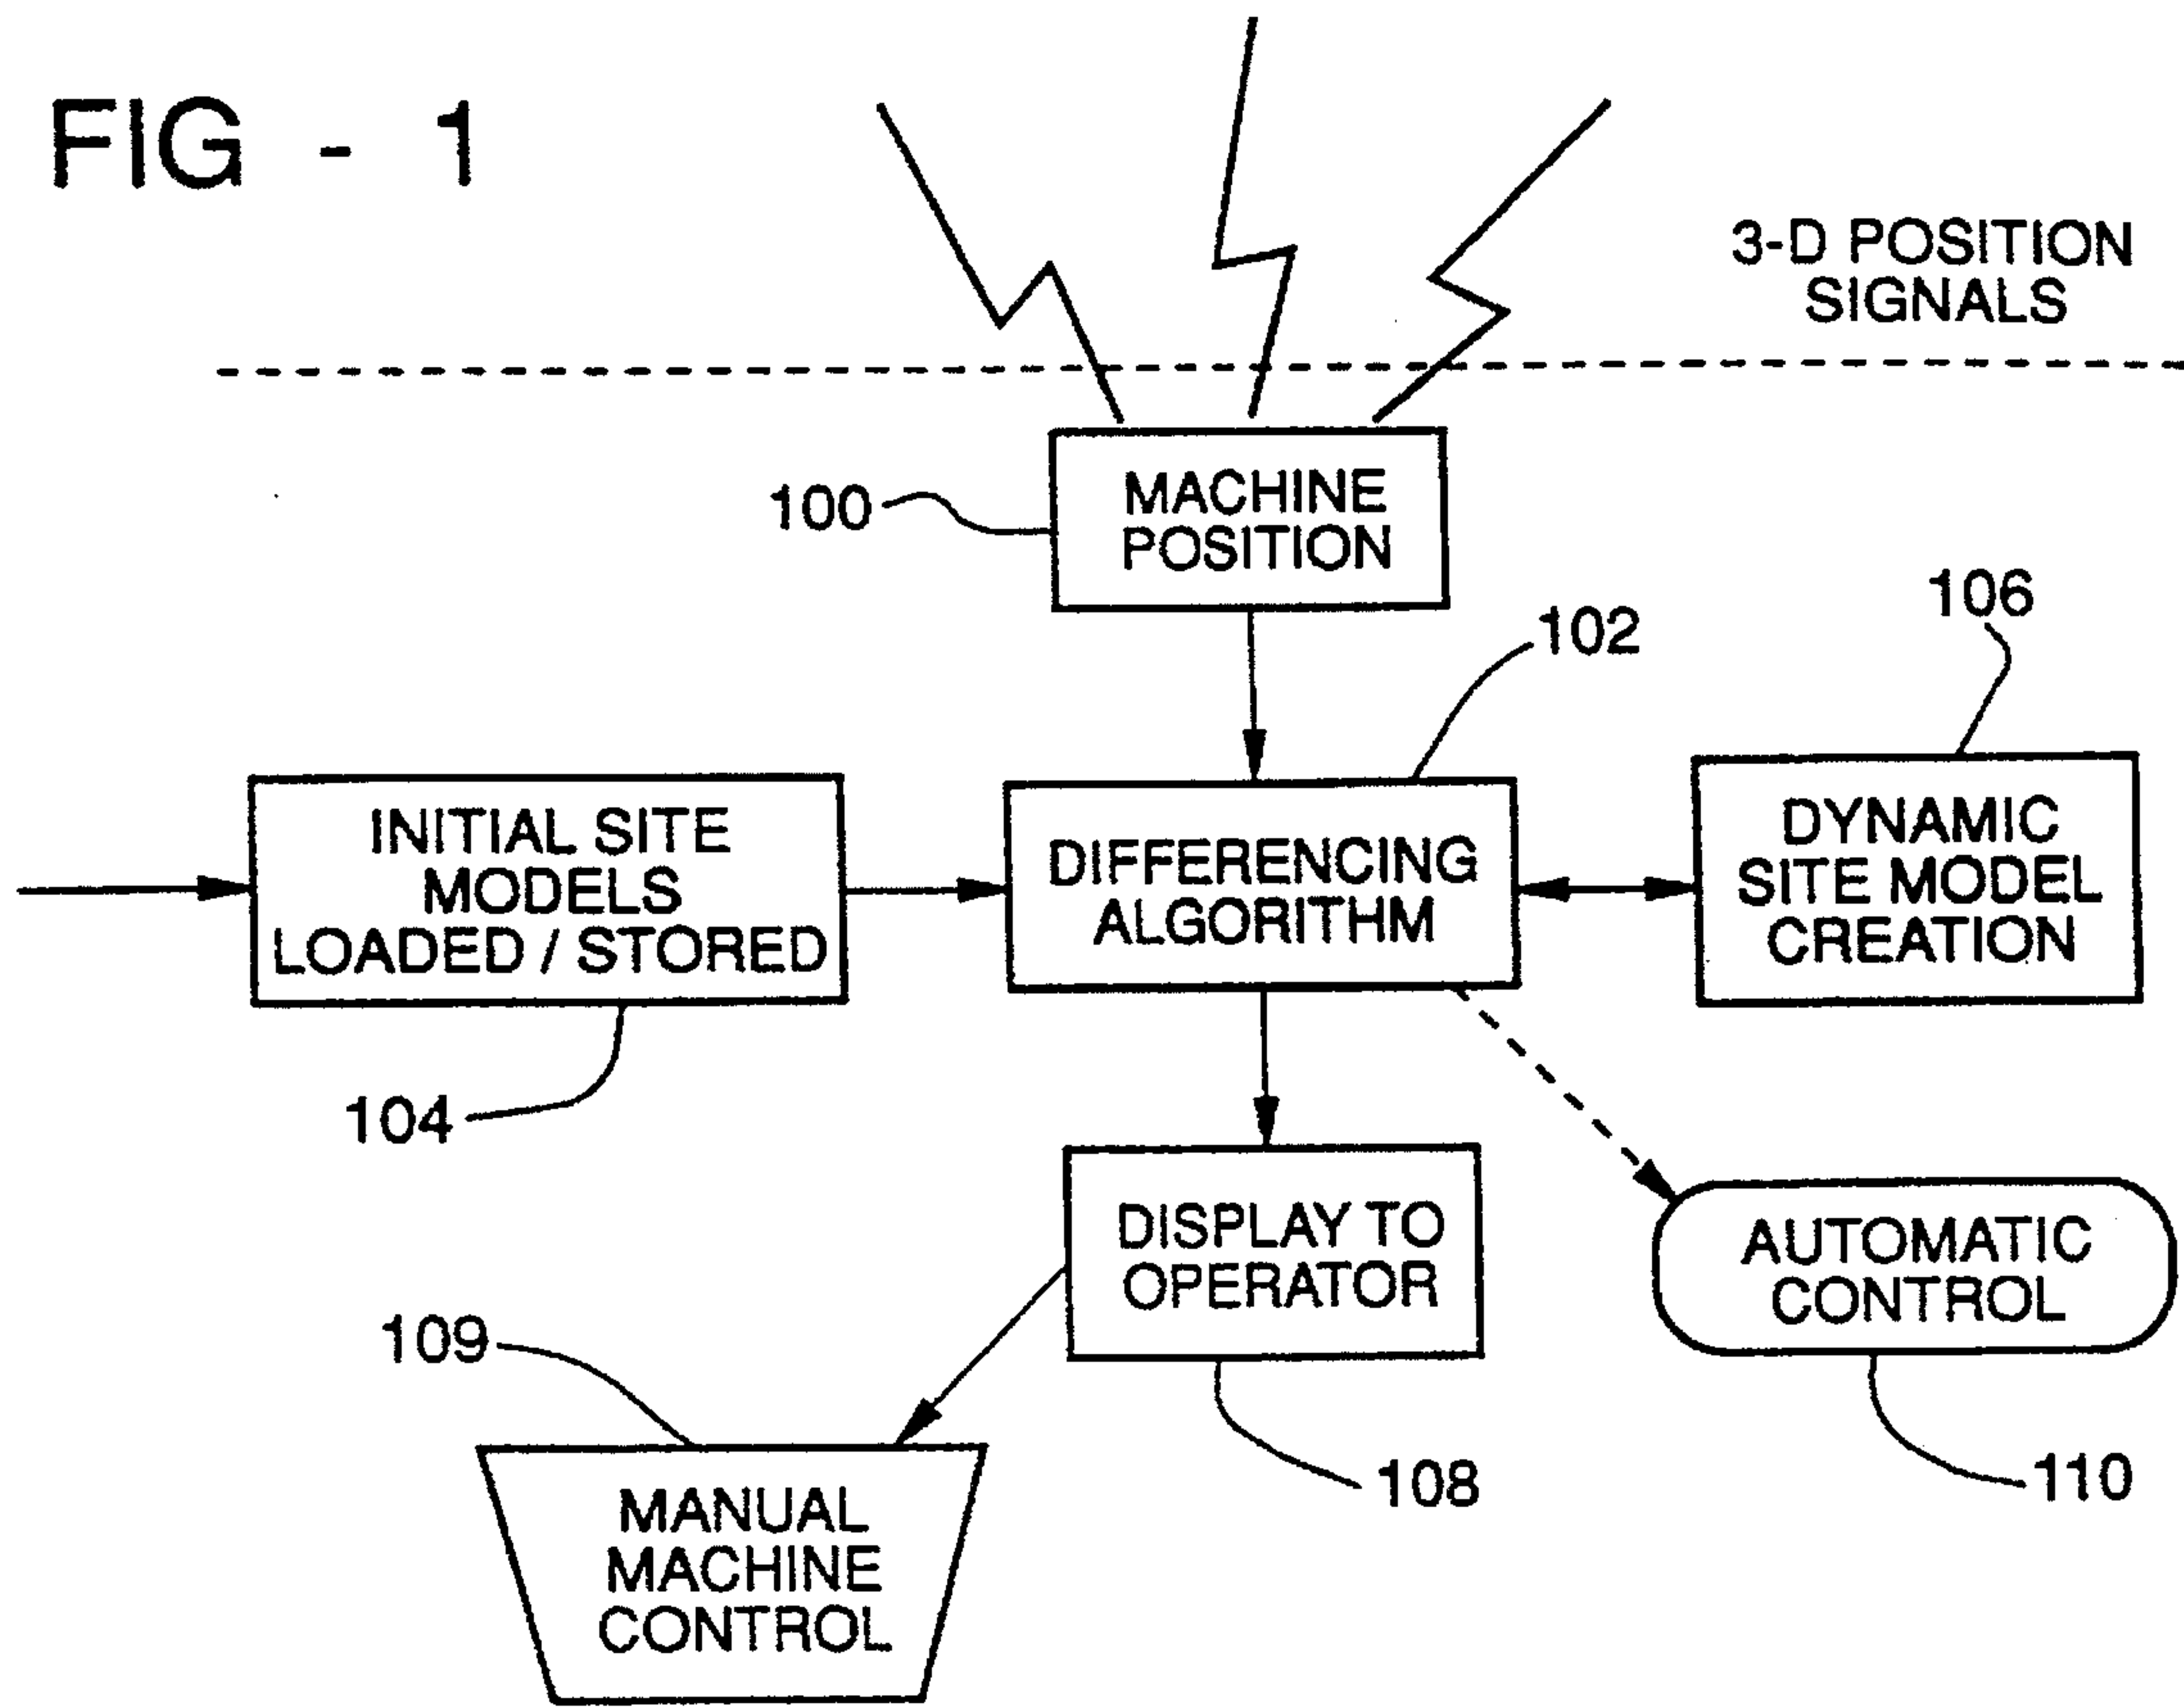 FIG - 1
3-D POSITION
SIGNALS
100
MACHINE
POSITION
102
106
INITIAL SITE
MODELS
LOADED / STORED
104
DIFFERENCING
ALGORITHM
DYNAMIC
SITE MODEL
CREATION
DISPLAY TO
OPERATOR
108
AUTOMATIC
CONTROL
110
109
MANUAL
MACHINE
CONTROL